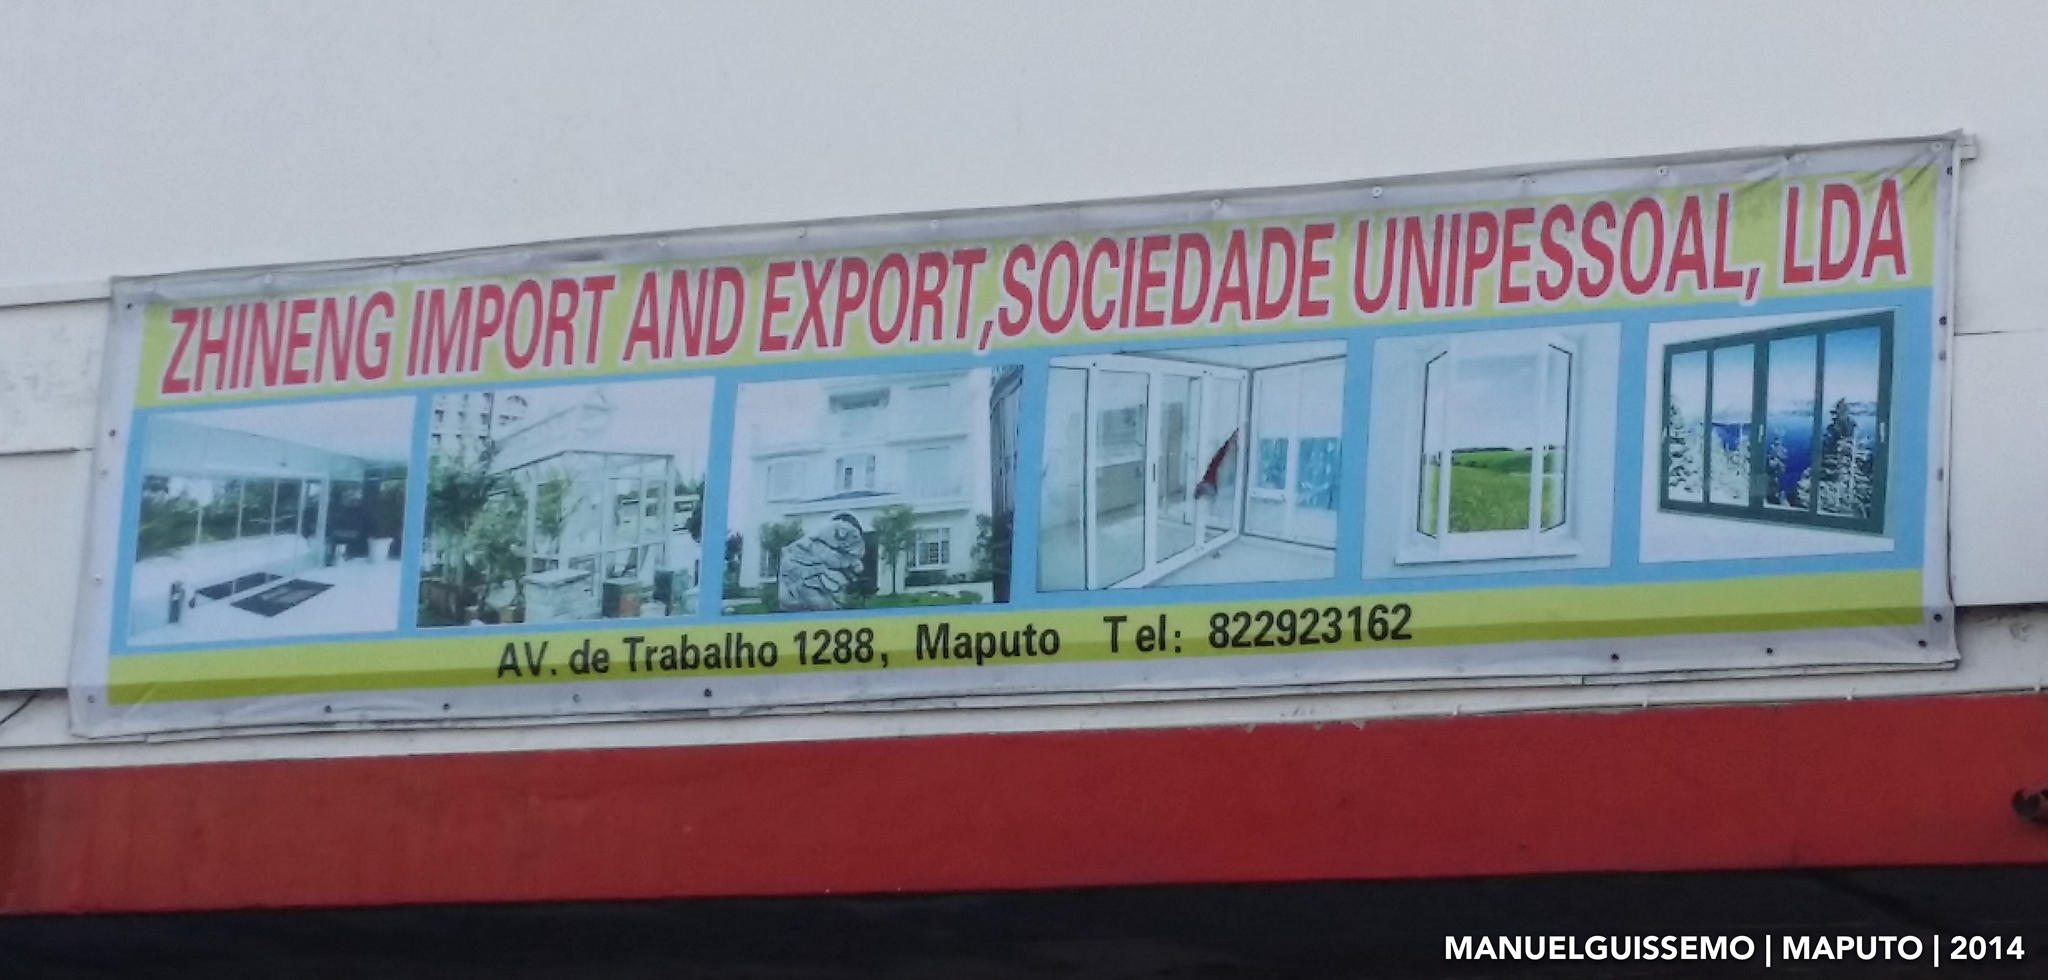 ZHINENG IMPORT AND EXPORT,SOCIEDADE UNIPESSOAL, LDA
AV. de Trabalho 1288, Maputo Tel: 822923162
MANUELGUISSEMO | MAPUTO | 2014